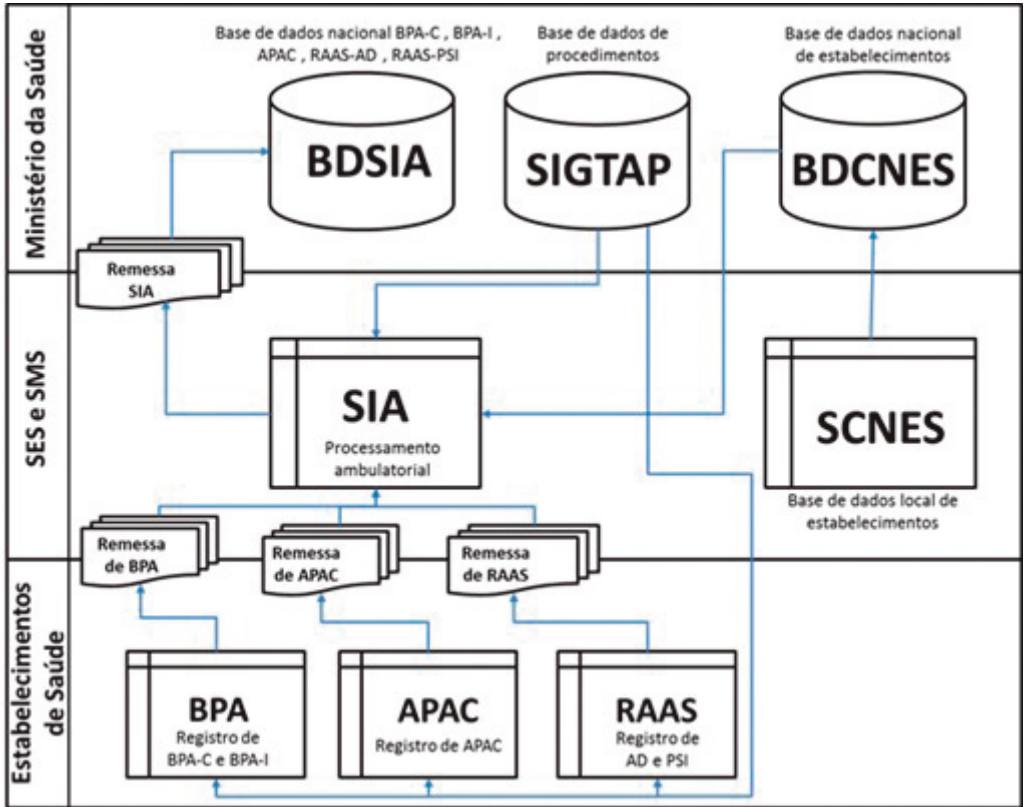 Ministério da Saúde
Base de dados nacional BPA-C , BPA-I ,
APAC , RAAS-AD , RAAS-PSI
BDSIA
Base de dados de
procedimentos
SIGTAP
Base de dados nacional
de estabelecimentos
BDCNES
Remessa
SIA
SES e SMS
SIA
Processamento
ambulatorial
SCNES
Base de dados local de
estabelecimentos
Remessa
de BPA
Remessa
de APAC
Remessa
de RAAS
Estabelecimentos
de Saúde
BPA
Registro de
BPA-C e BPA-I
APAC
Registro de APAC
RAAS
Registro de
AD e PSI